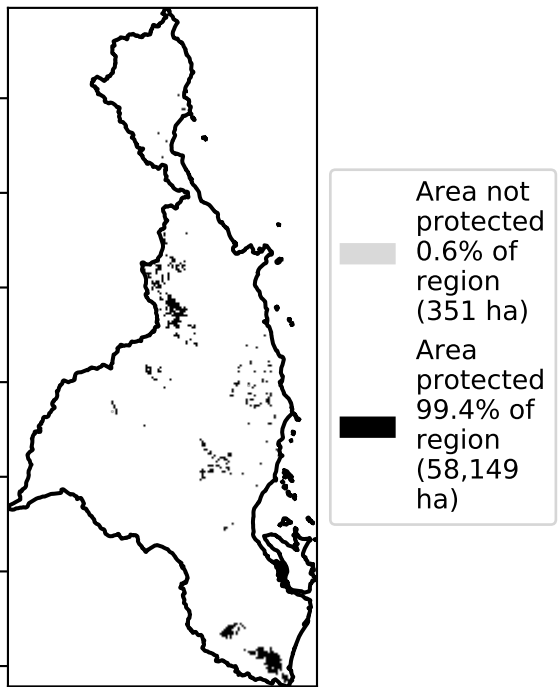 Area not
protected
0.6% of
region
(351 ha)
Area
protected
99.4% of
region
(58,149
ha)